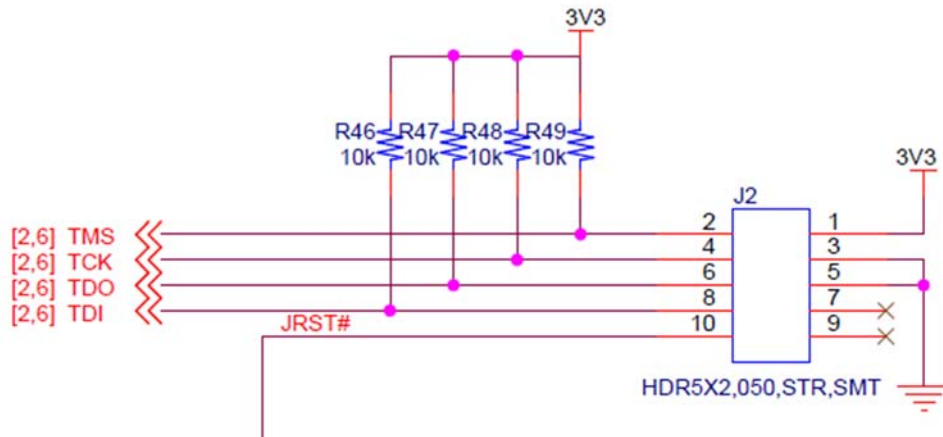 3V3
R46 R47 R48 R49
10k 10k 10k 10k
3V3
J2
[2,6] TMS 2 1
[2,6] TCK 4 3
[2,6] TDO 6 5
[2,6] TDI 8 7
JRST# 10 9
HDR5X2,050,STR,SMT